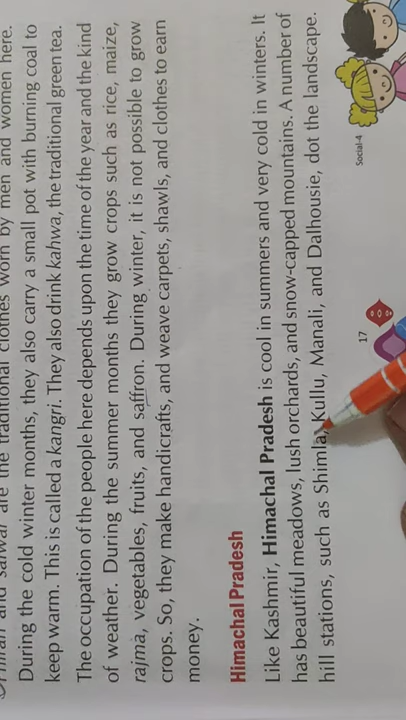 and salwar are the traditional clothes worn by men and women here.
During the cold winter months, they also carry a small pot with burning coal to
keep warm. This is called a kangri. They also drink kahwa, the traditional green tea.
The occupation of the people here depends upon the time of the year and the kind
of weather. During the summer months they grow crops such as rice, maize,
rajma, vegetables, fruits, and saffron. During winter, it is not possible to grow
crops. So, they make handicrafts, and weave carpets, shawls, and clothes to earn
money.
Himachal Pradesh
Like Kashmir, Himachal Pradesh is cool in summers and very cold in winters. It
has beautiful meadows, lush orchards, and snow-capped mountains. A number of
hill stations, such as Shimla, Kullu, Manali, and Dalhousie, dot the landscape.
17
Social-4